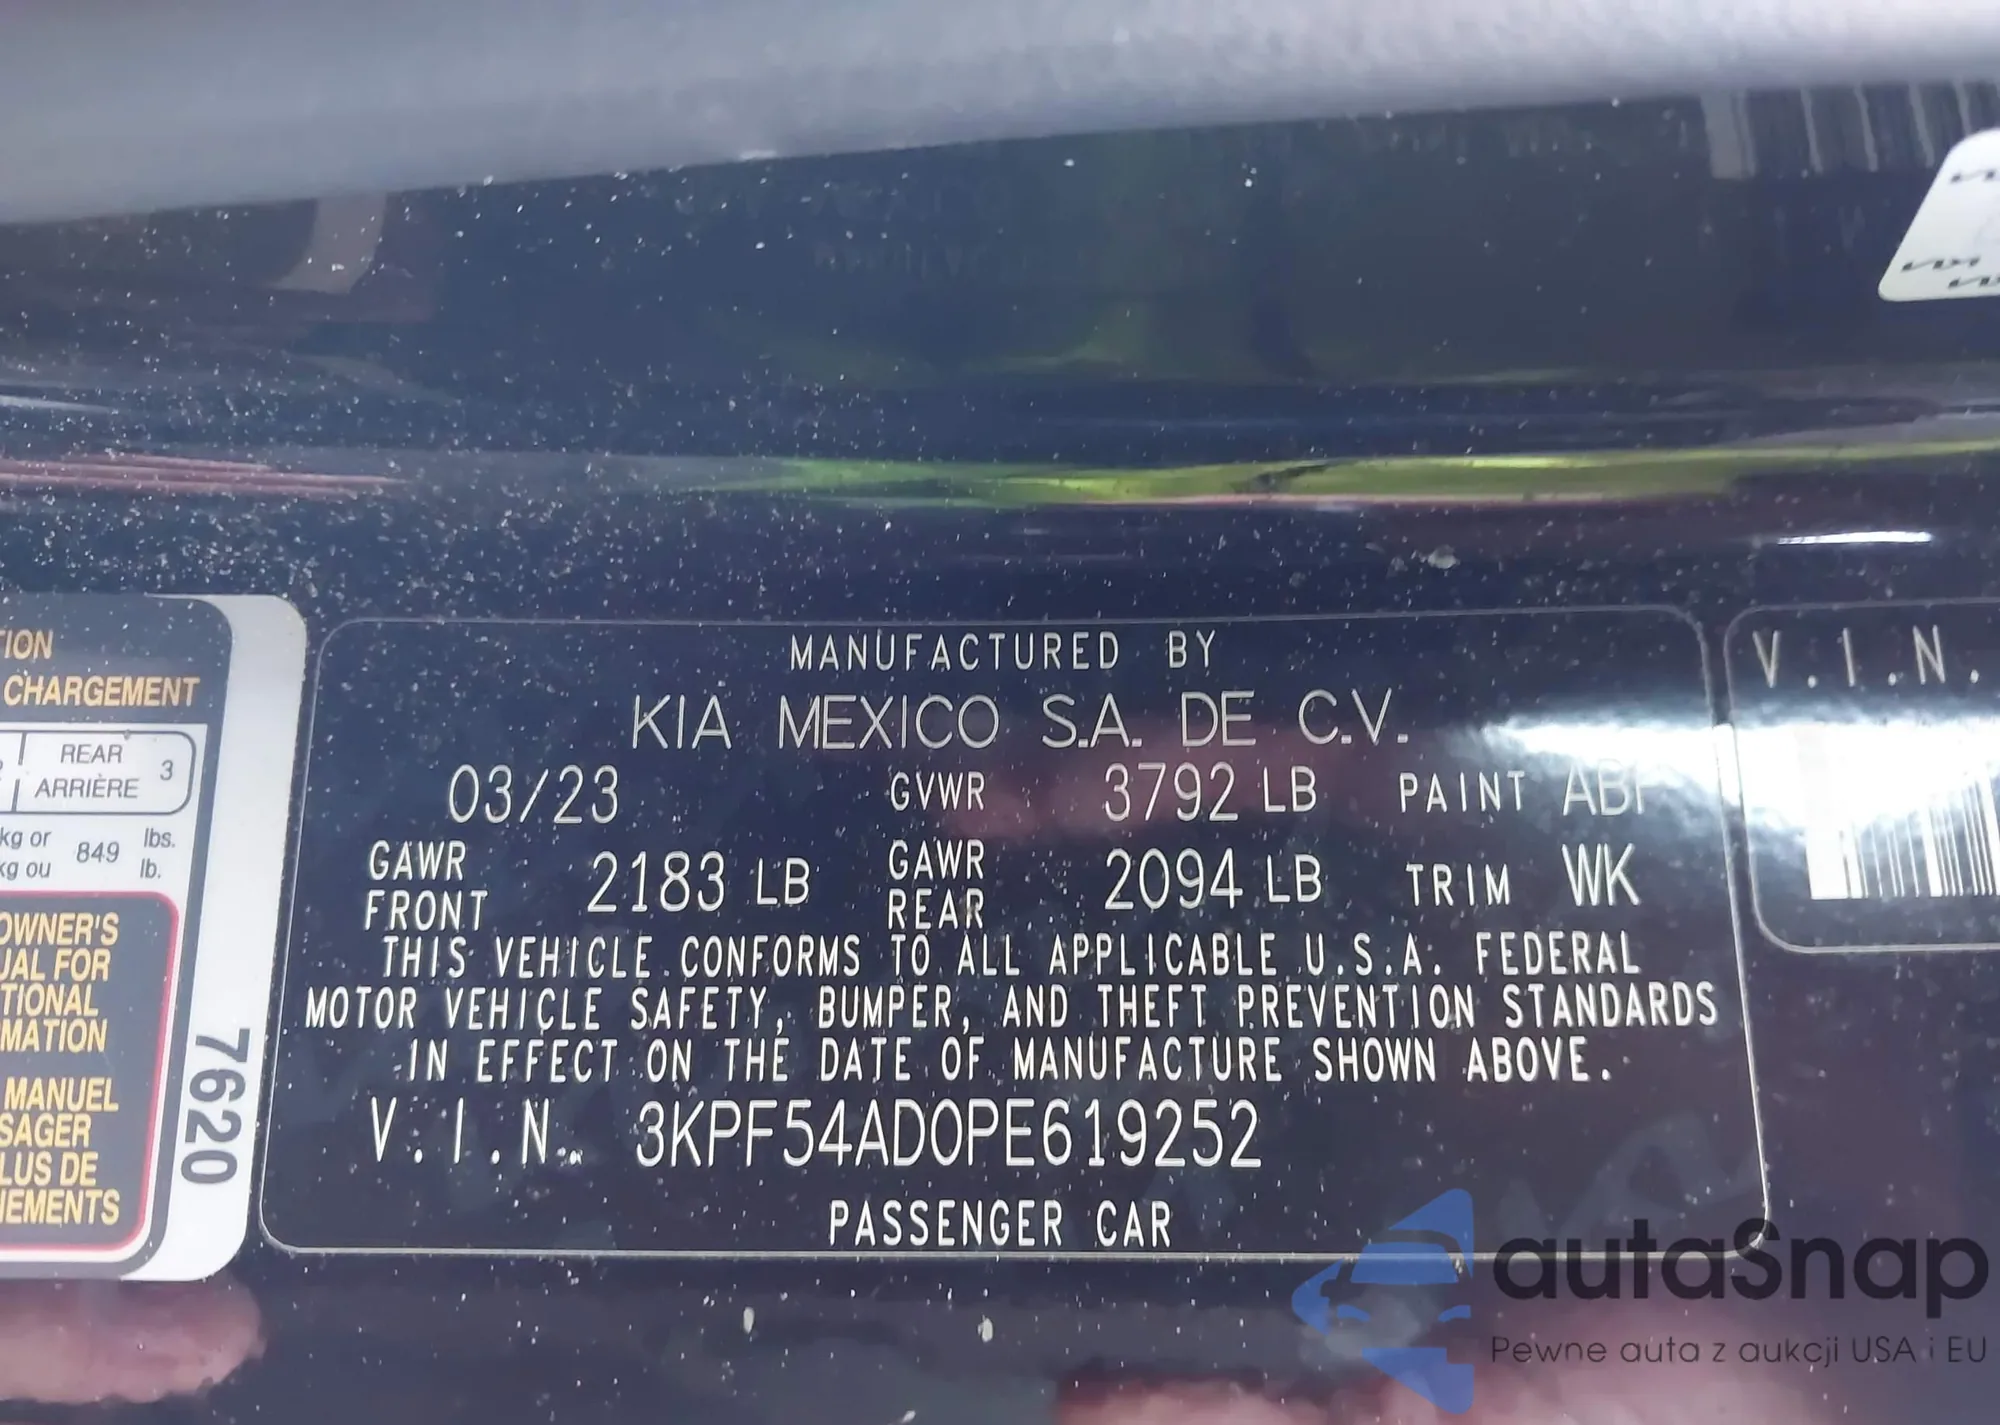 TION
CHARGEMENT
REAR
ARRIÈRE 3
kg or 849 lbs.
kg ou lb.
OWNER'S
UAL FOR
TIONAL
MATION
MANUEL
SAGER
LUS DE
NEMENTS
7620
MANUFACTURED BY
KIA MEXICO S.A. DE C.V.
03/23 GVWR 3792 LB PAINT
GAWR FRONT 2183 LB GAWR REAR 2094 LB TRIM WK
THIS VEHICLE CONFORMS TO ALL APPLICABLE U.S.A. FEDERAL
MOTOR VEHICLE SAFETY, BUMPER, AND THEFT PREVENTION STANDARDS
IN EFFECT ON THE DATE OF MANUFACTURE SHOWN ABOVE.
V.I.N. 3KPF54AD0PE619252
PASSENGER CAR
V.I.N.
autaSnap
Pewne auta z aukcji USA i EU